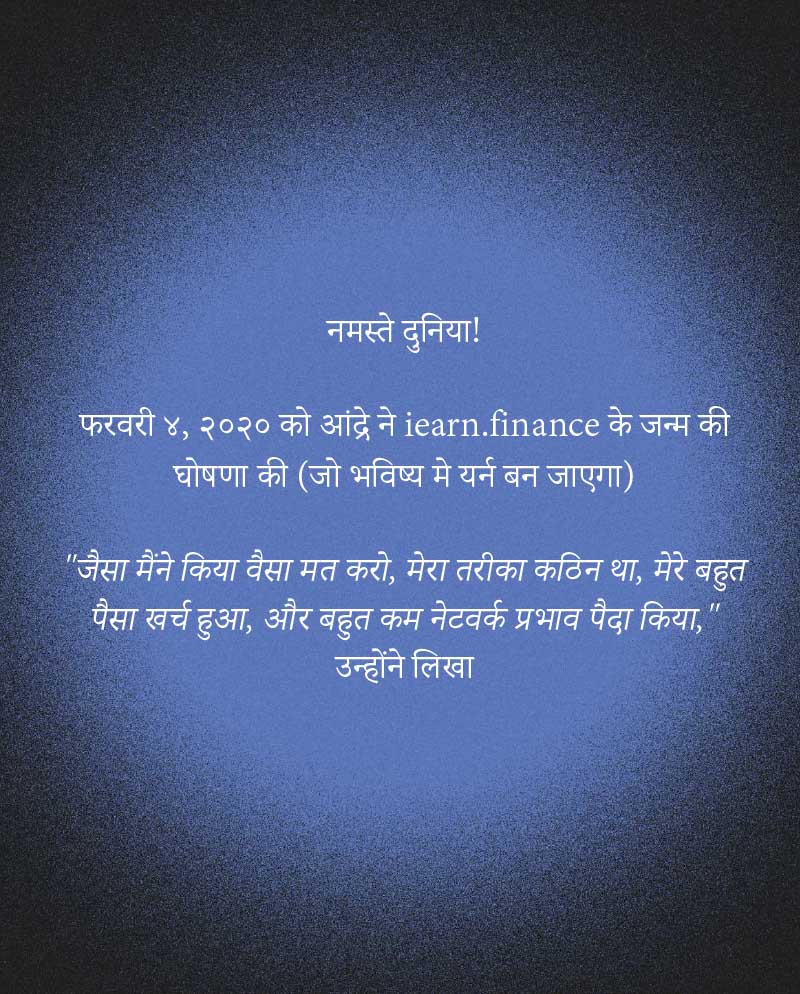 नमस्ते दुनिया!
फरवरी ४, २०२० को आंद्रे ने iearn.finance के जन्म की
घोषणा की (जो भविष्य मे यर्न बन जाएगा)
"जैसा मैंने किया वैसा मत करो, मेरा तरीका कठिन था, मेरे बहुत
पैसा खर्च हुआ, और बहुत कम नेटवर्क प्रभाव पैदा किया,"
उन्होंने लिखा